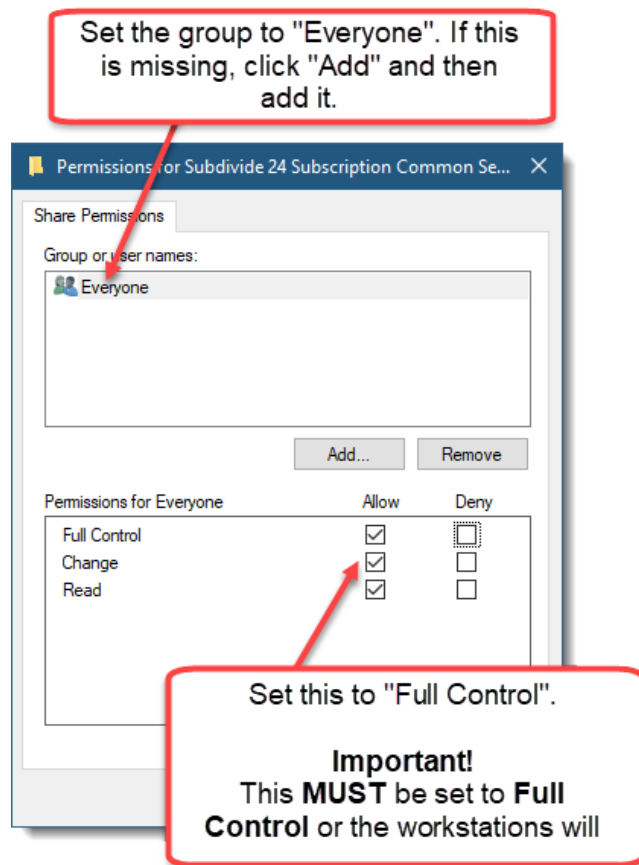 Set the group to "Everyone". If this
is missing, click "Add" and then
add it.
Permissions for Subdivide 24 Subscription Common Se...
Share Permissions
Group or user names:
Everyone
Add...
Remove
Permissions for Everyone Allow Deny
Full Control
Change
Read
Set this to "Full Control".
Important!
This MUST be set to Full
Control or the workstations will